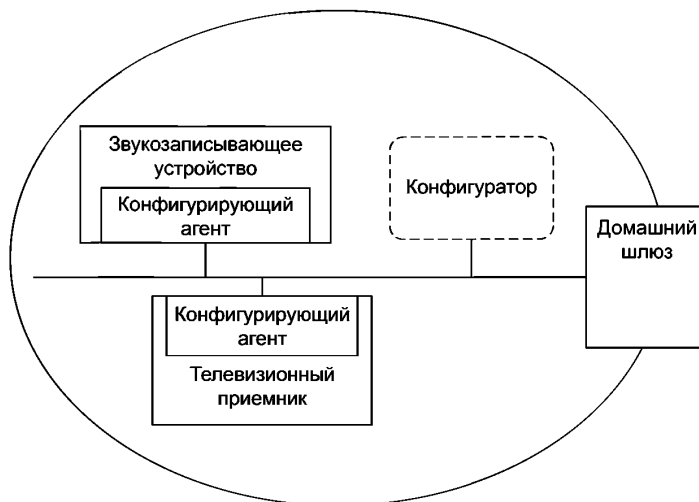 Звукозаписывающее
устройство
Конфигурирующий
агент
Конфигуратор
Домашний
шлюз
Конфигурирующий
агент
Телевизионный
приемник